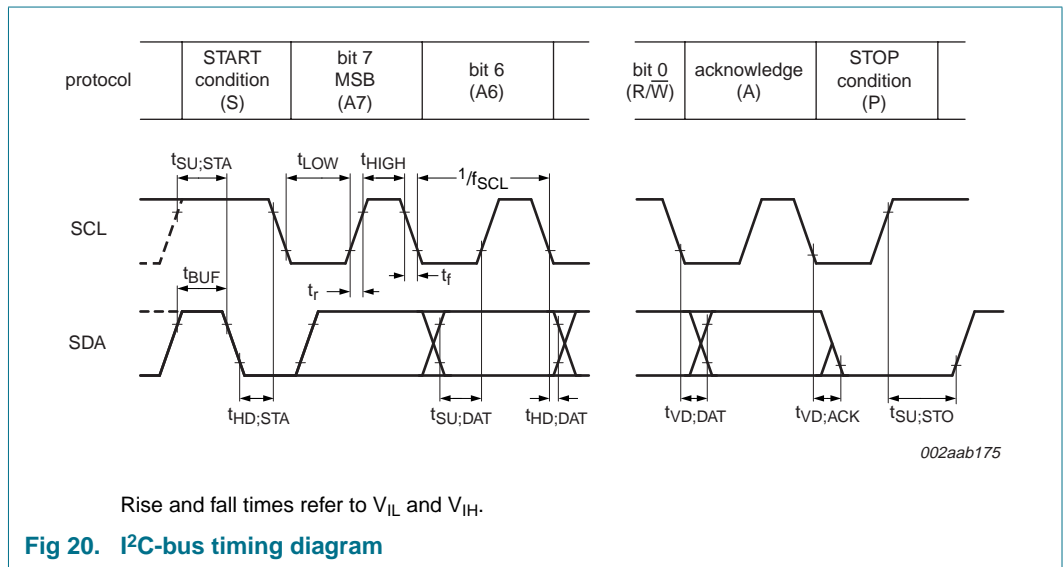 protocol
START
condition
(S)
bit 7
MSB
(A7)
bit 6
(A6)
bit 0
(R/W̅)
acknowledge
(A)
STOP
condition
(P)
tSU;STA
tLOW
tHIGH
1/fSCL
SCL
tBUF
tr
tf
SDA
tHD;STA
tSU;DAT
tHD;DAT
tVD;DAT
tVD;ACK
tSU;STO
002aab175
Rise and fall times refer to VIL and VIH.
Fig 20. I²C-bus timing diagram